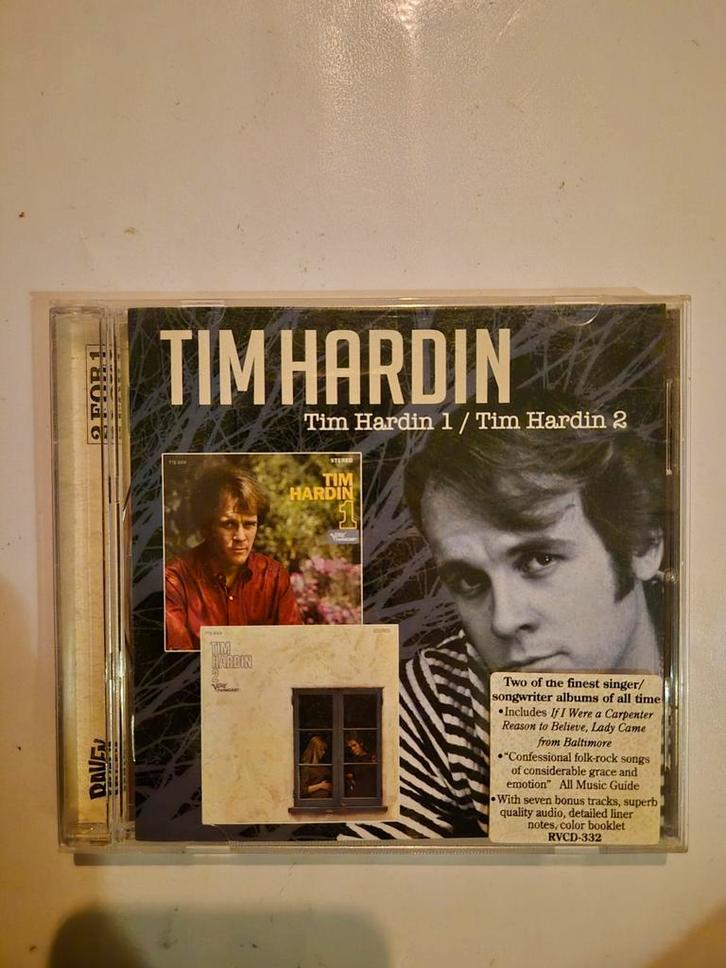 TIM HARDIN
Tim Hardin 1 / Tim Hardin 2
2 FOR 1
STEREO
TIM
HARDIN
1
TIM
HARDIN
2
RAVEN
Two of the finest singer/
songwriter albums of all time
•Includes If I Were a Carpenter
Reason to Believe, Lady Came
from Baltimore
•"Confessional folk-rock songs
of considerable grace and
emotion" All Music Guide
•With seven bonus tracks, superb
quality audio, detailed liner
notes, color booklet
RVCD-332